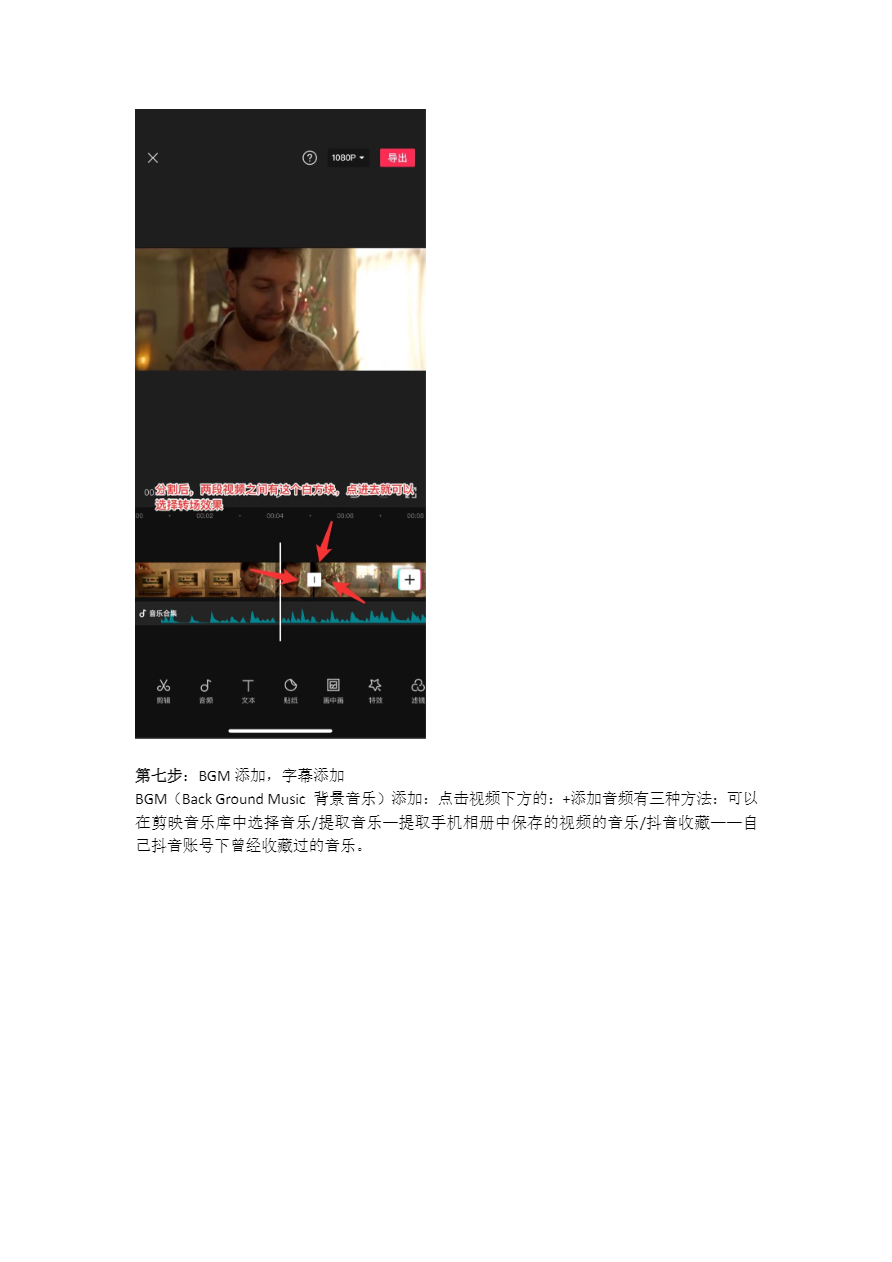 1080P
导出
分割后，两段视频之间有这个白方块，点进去就可以
选择转场效果
00:02
00:04
00:06
00:08
音乐合集
剪辑
音频
文本
贴纸
画中画
特效
滤镜
第七步：BGM 添加，字幕添加
BGM（Back Ground Music 背景音乐）添加：点击视频下方的：+添加音频有三种方法：可以
在剪映音乐库中选择音乐/提取音乐—提取手机相册中保存的视频的音乐/抖音收藏——自
己抖音账号下曾经收藏过的音乐。